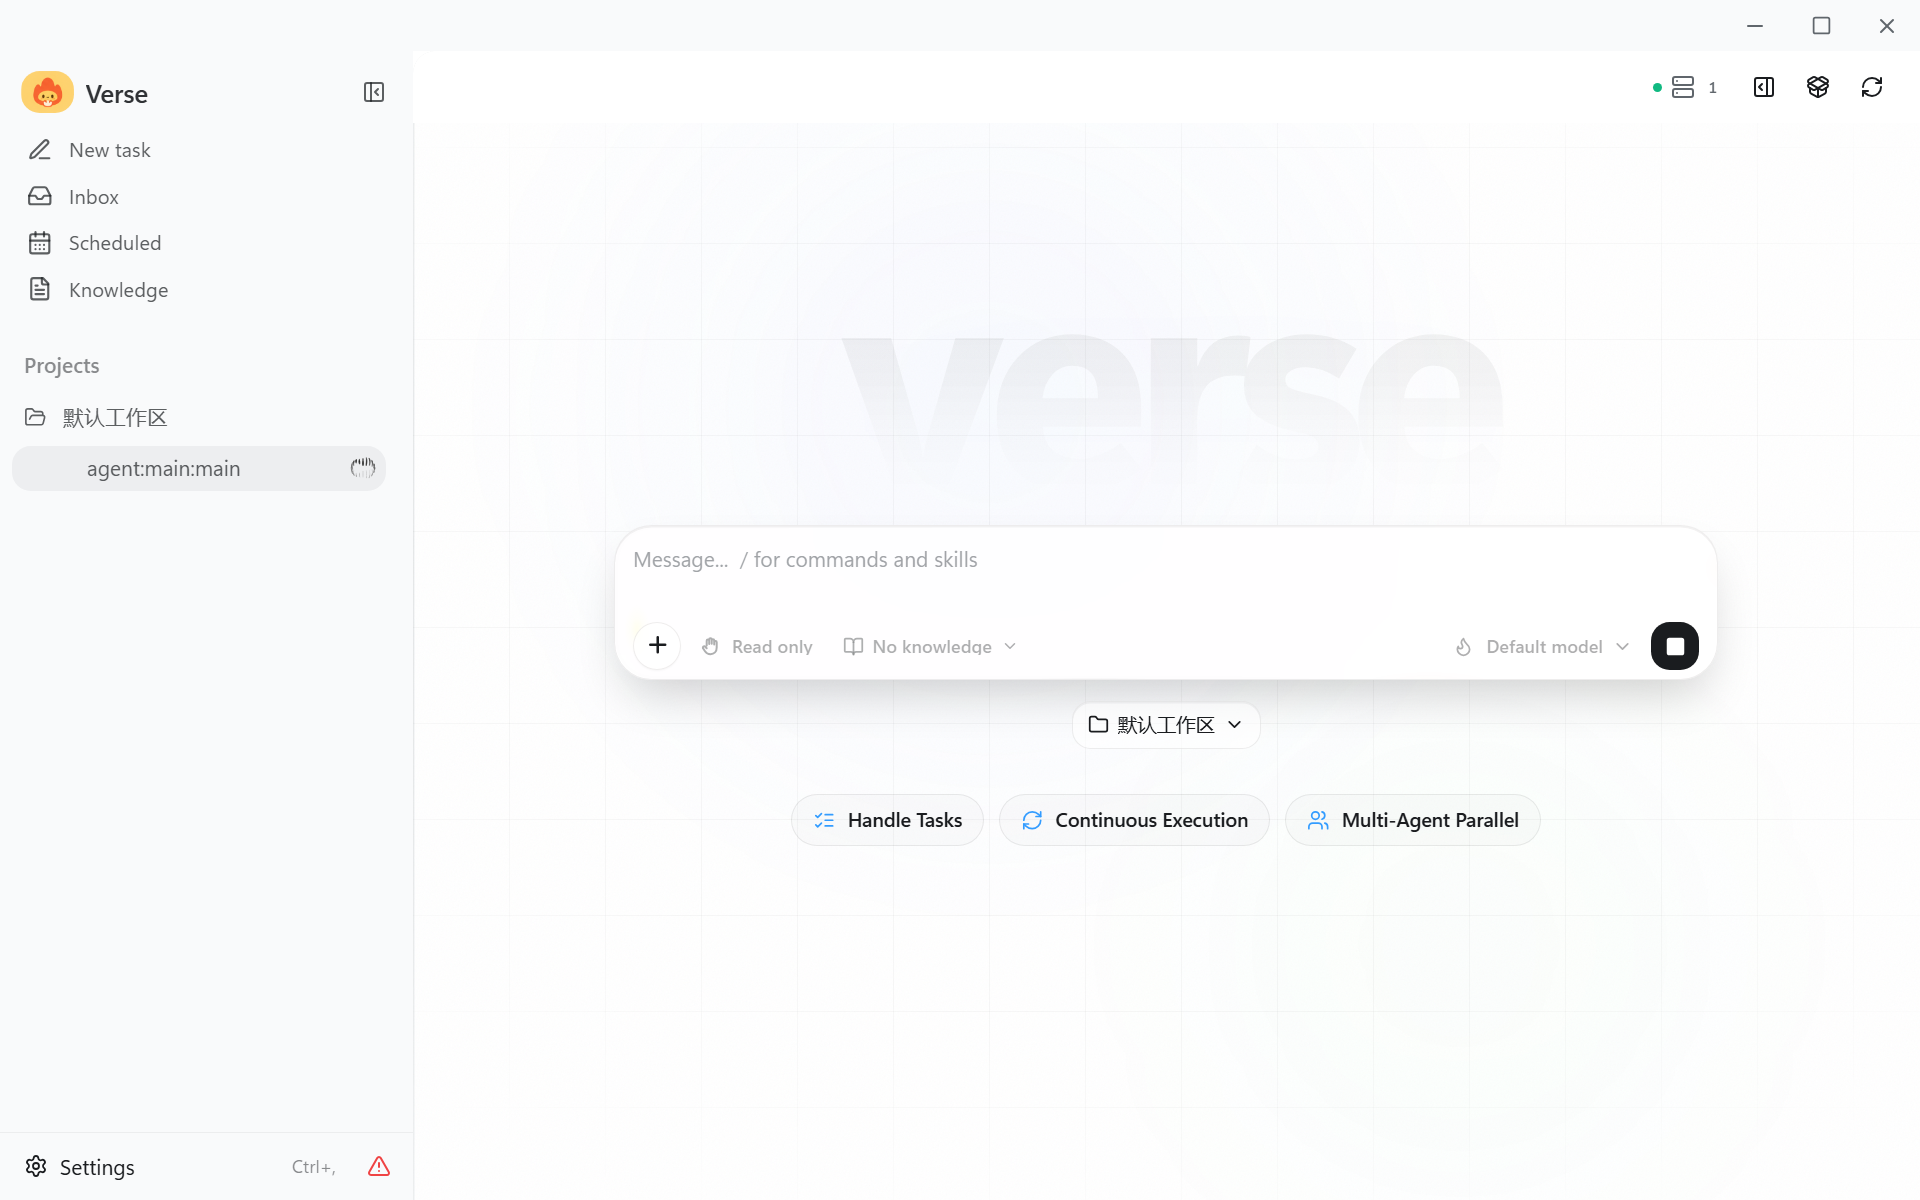 Verse
New task
Inbox
Scheduled
Knowledge
Projects
默认工作区
agent:main:main
Settings
Ctrl+,
1
verse
Message... / for commands and skills
Read only
No knowledge
Default model
默认工作区
Handle Tasks
Continuous Execution
Multi-Agent Parallel